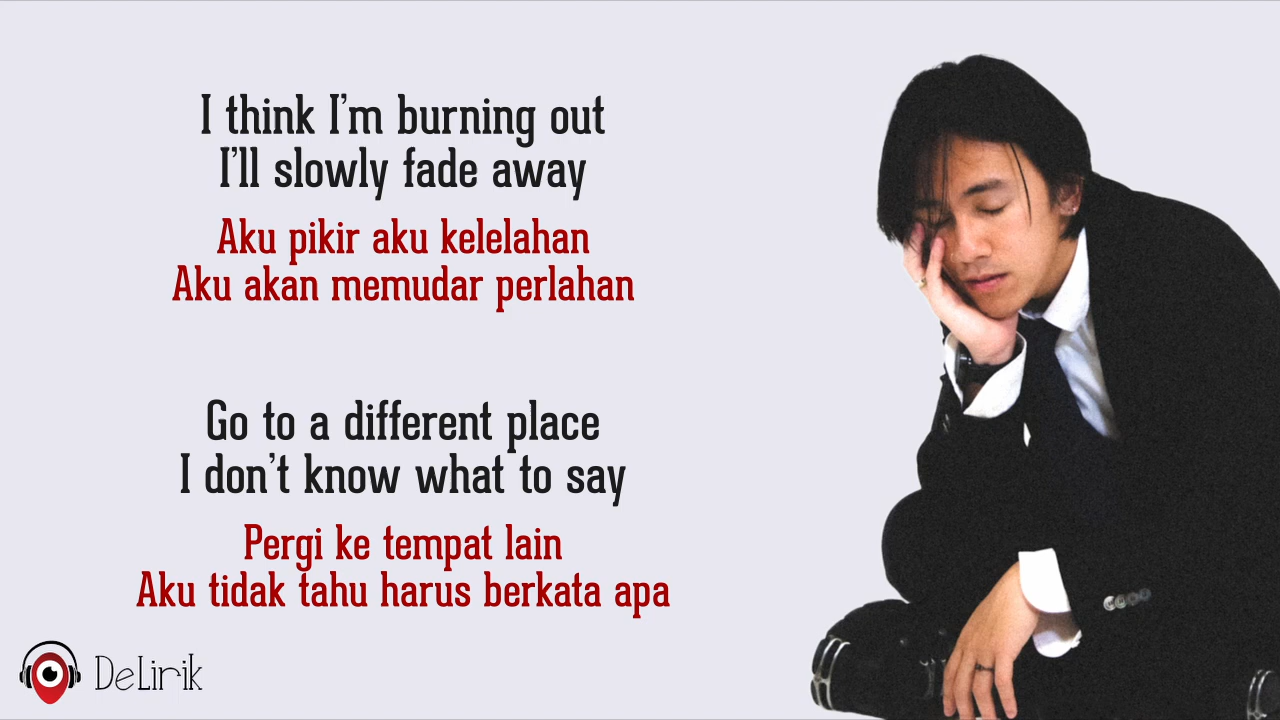 I think I'm burning out
I'll slowly fade away
Aku pikir aku kelelahan
Aku akan memudar perlahan
Go to a different place
I don't know what to say
Pergi ke tempat lain
Aku tidak tahu harus berkata apa
DeLirik